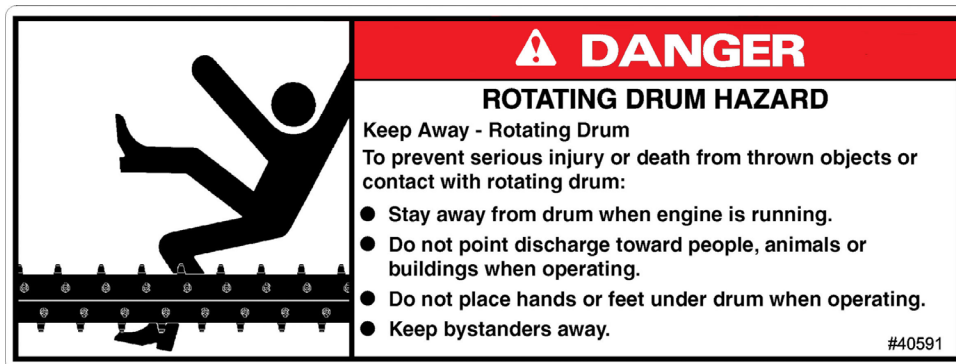 DANGER
ROTATING DRUM HAZARD
Keep Away - Rotating Drum
To prevent serious injury or death from thrown objects or
contact with rotating drum:
● Stay away from drum when engine is running.
● Do not point discharge toward people, animals or
buildings when operating.
● Do not place hands or feet under drum when operating.
● Keep bystanders away.
#40591